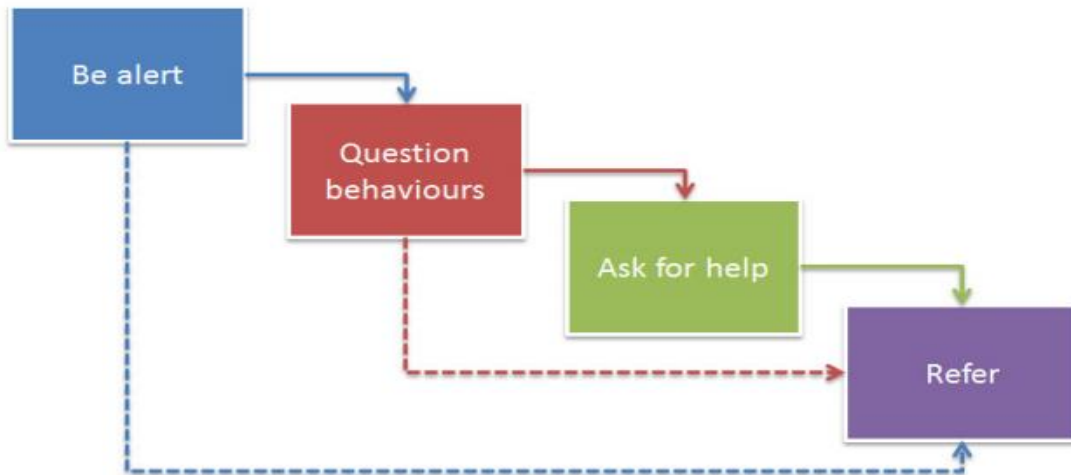 Be alert
Question
behaviours
Ask for help
Refer